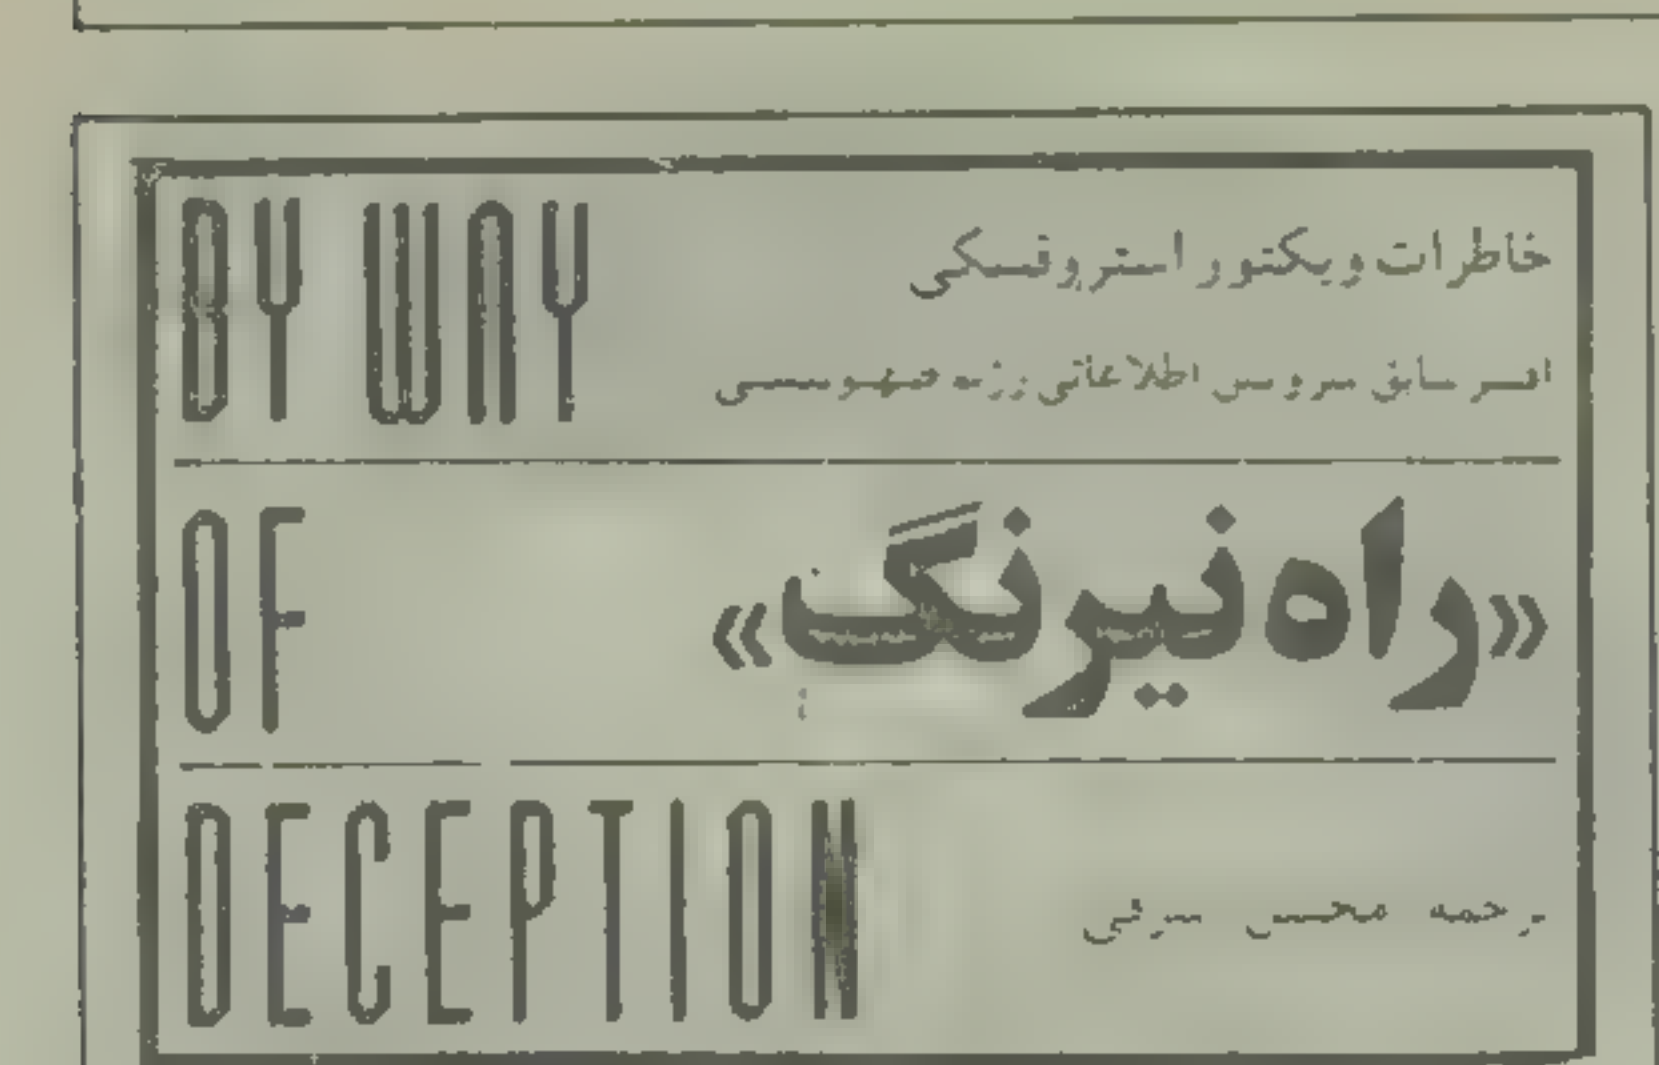 BY WAY
خاطرات ویکتور استروفسکی
افسر سابق سرویس اطلاعاتی رژیم صهیونیستی
OF
«راه نیرنگ»
DECEPTION
ترجمه محسن